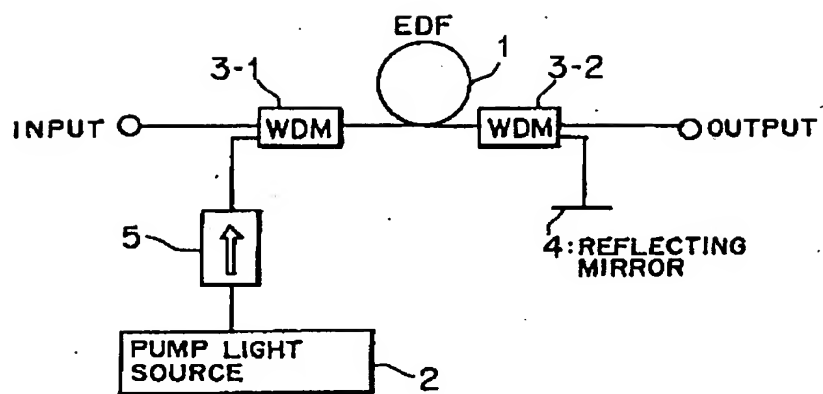 EDF
1
3-1
3-2
INPUT
WDM
WDM
OUTPUT
5
4:REFLECTING
MIRROR
PUMP LIGHT
SOURCE
2